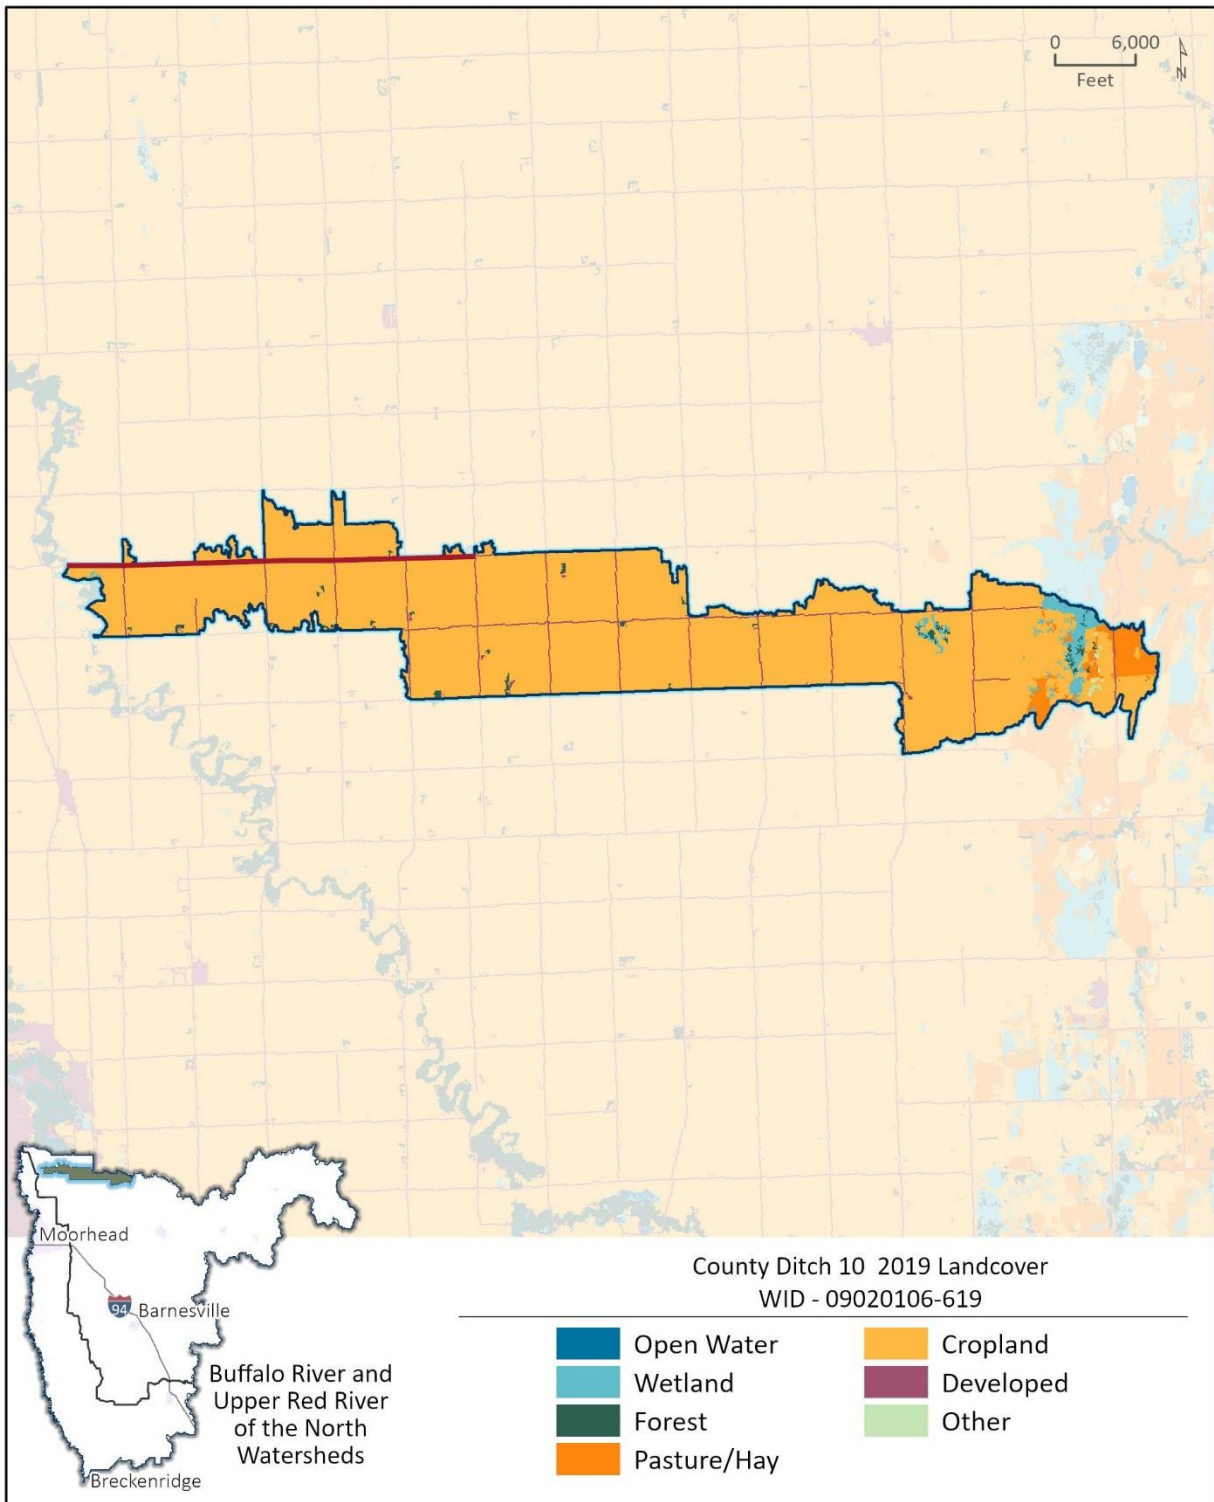 0 6,000
Feet
N
Moorhead
94
Barnesville
Buffalo River and
Upper Red River
of the North
Watersheds
Breckenridge
County Ditch 10 2019 Landcover
WID - 09020106-619
Open Water
Wetland
Forest
Pasture/Hay
Cropland
Developed
Other